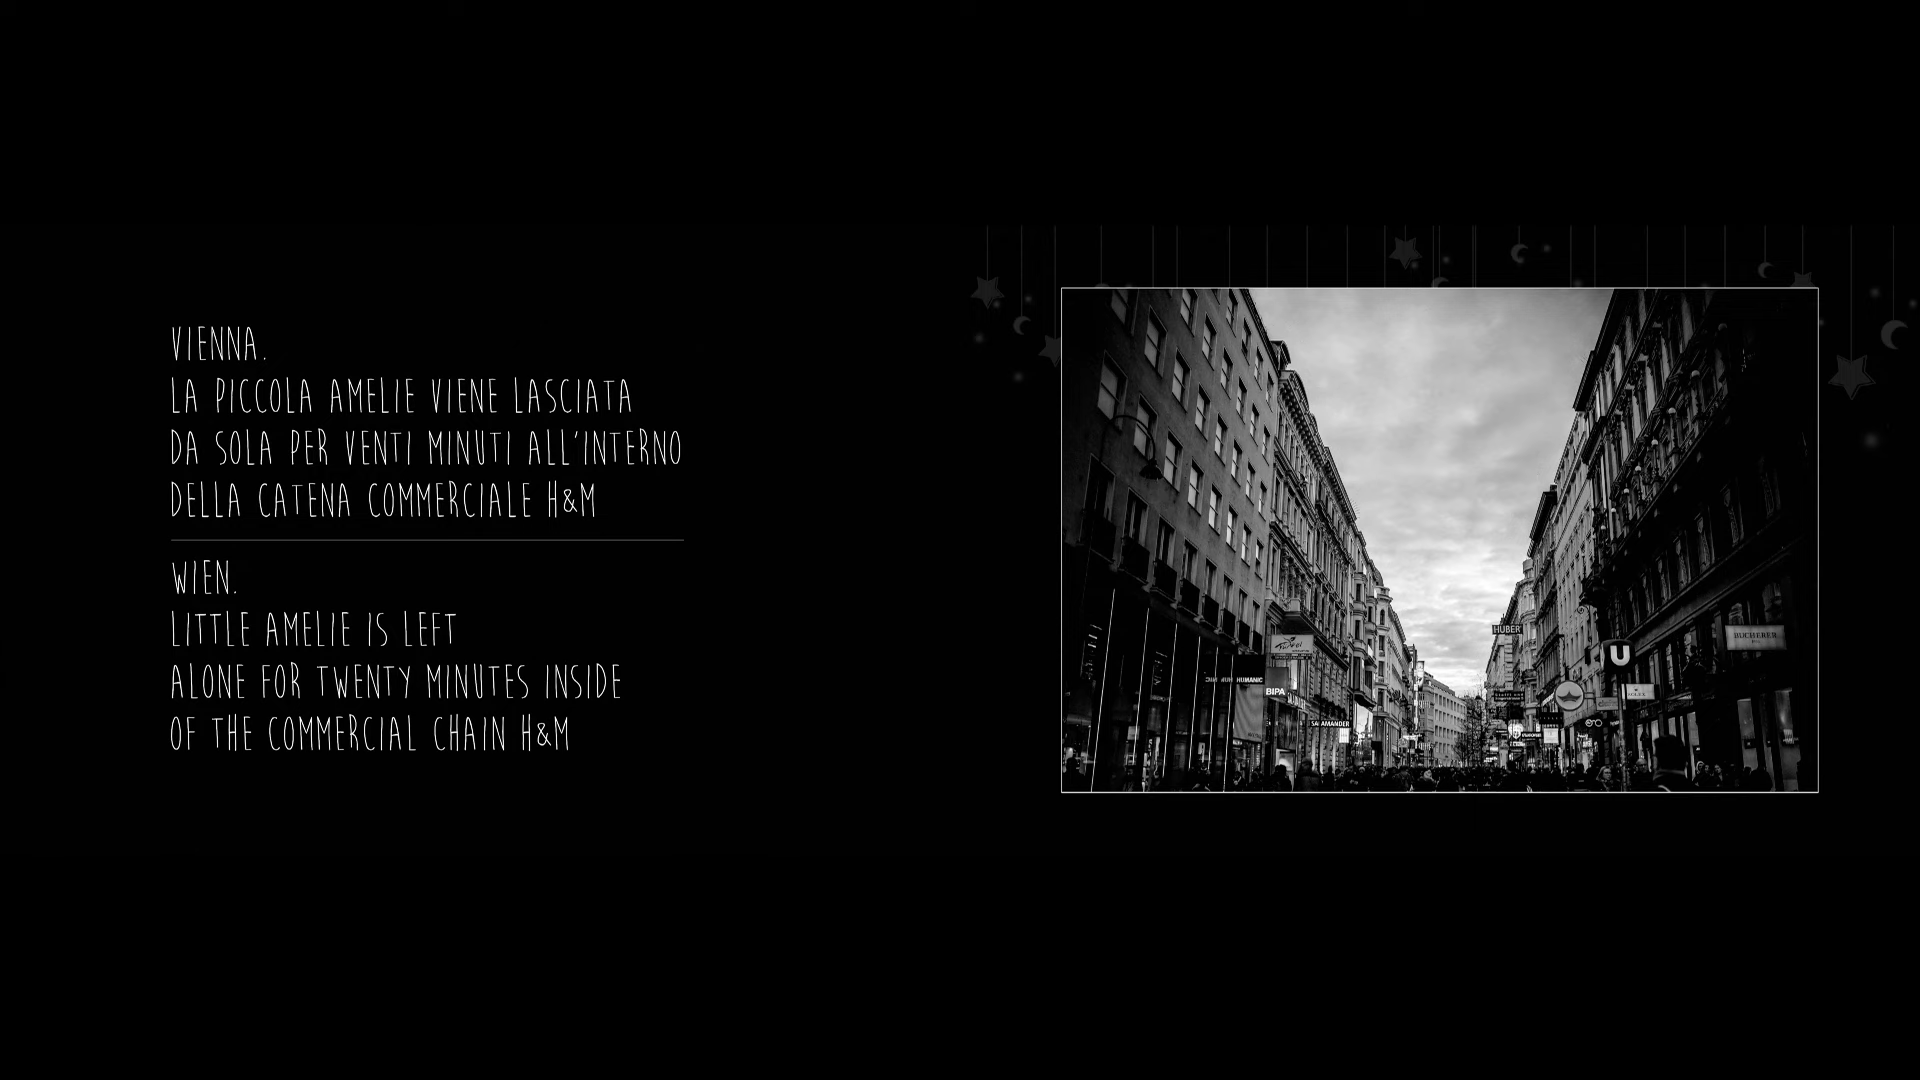 VIENNA.
LA PICCOLA AMELIE VIENE LASCIATA
DA SOLA PER VENTI MINUTI ALL'INTERNO
DELLA CATENA COMMERCIALE H&M
WIEN.
LITTLE AMELIE IS LEFT
ALONE FOR TWENTY MINUTES INSIDE
OF THE COMMERCIAL CHAIN H&M
HUBER
BUCHERER
U
HUMANIC
BIPA
SALAMANDER